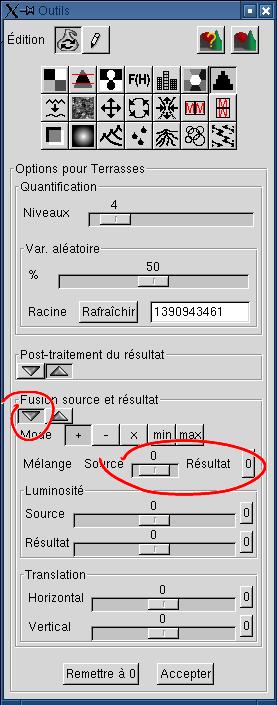 Outils
Édition
F(H)
Options pour Terrasses
Quantification
4
Niveaux
Var. aléatoire
50
%
Racine Rafraîchir 1390943461
Post-traitement du résultat
Fusion source et résultat
Mode + - x min max
0
Mélange Source Résultat 0
Luminosité
0
Source 0
0
Résultat 0
Translation
0
Horizontal 0
0
Vertical 0
Remettre à 0 Accepter